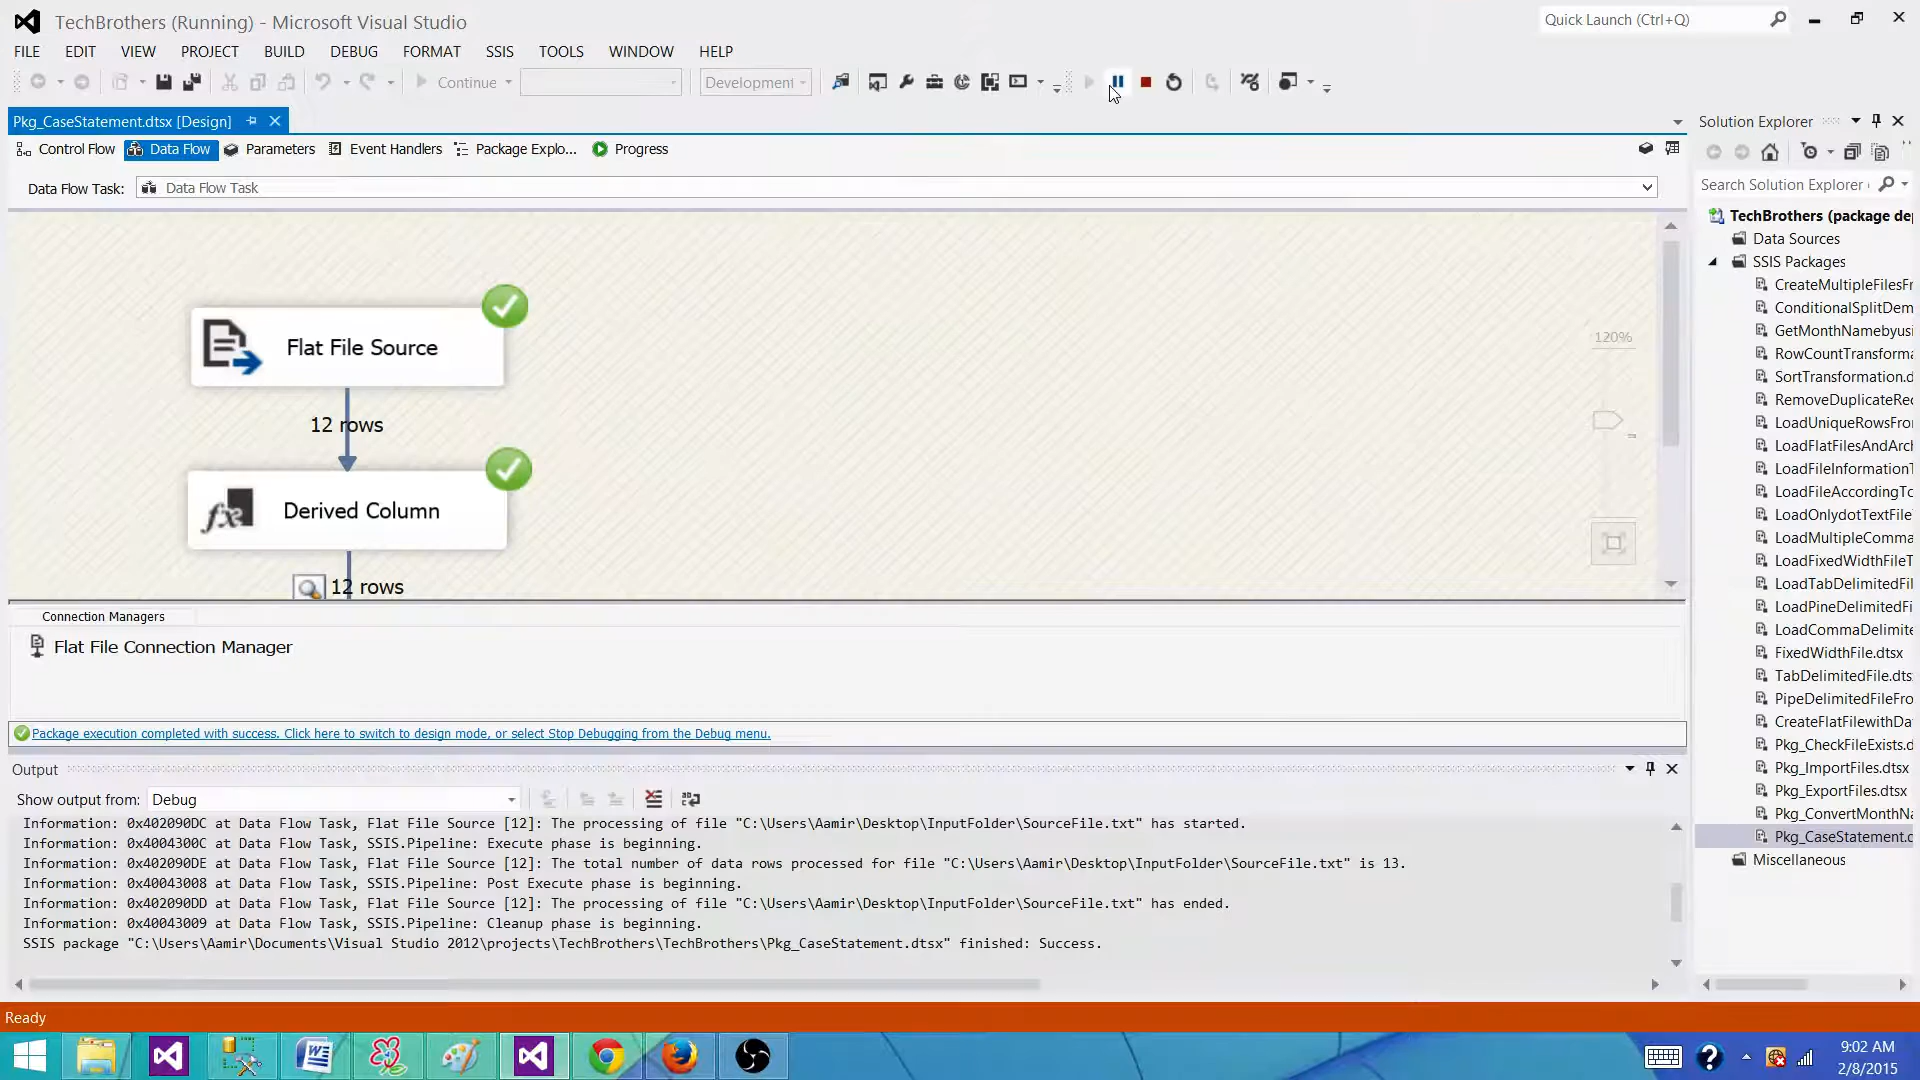 TechBrothers (Running) - Microsoft Visual Studio
Quick Launch (Ctrl+Q)
FILE EDIT VIEW PROJECT BUILD DEBUG FORMAT SSIS TOOLS WINDOW HELP
Continue
Development
Pkg_CaseStatement.dtsx [Design]
Control Flow Data Flow Parameters Event Handlers Package Explo... Progress
Data Flow Task: Data Flow Task
Flat File Source
12 rows
Derived Column
12 rows
120%
Connection Managers
Flat File Connection Manager
Package execution completed with success. Click here to switch to design mode, or select Stop Debugging from the Debug menu.
Output
Show output from: Debug
Information: 0x402090DC at Data Flow Task, Flat File Source [12]: The processing of file "C:\Users\Aamir\Desktop\InputFolder\SourceFile.txt" has started.
Information: 0x4004300C at Data Flow Task, SSIS.Pipeline: Execute phase is beginning.
Information: 0x402090DE at Data Flow Task, Flat File Source [12]: The total number of data rows processed for file "C:\Users\Aamir\Desktop\InputFolder\SourceFile.txt" is 13.
Information: 0x40043008 at Data Flow Task, SSIS.Pipeline: Post Execute phase is beginning.
Information: 0x402090DD at Data Flow Task, Flat File Source [12]: The processing of file "C:\Users\Aamir\Desktop\InputFolder\SourceFile.txt" has ended.
Information: 0x40043009 at Data Flow Task, SSIS.Pipeline: Cleanup phase is beginning.
SSIS package "C:\Users\Aamir\Documents\Visual Studio 2012\projects\TechBrothers\TechBrothers\Pkg_CaseStatement.dtsx" finished: Success.
Solution Explorer
Search Solution Explorer
TechBrothers (package de
Data Sources
SSIS Packages
CreateMultipleFilesFr
ConditionalSplitDem
GetMonthNamebyusi
RowCountTransforma
SortTransformation.d
RemoveDuplicateRec
LoadUniqueRowsFro
LoadFlatFilesAndArch
LoadFileInformationT
LoadFileAccordingTo
LoadOnlydotTextFile
LoadMultipleComma
LoadFixedWidthFileT
LoadTabDelimitedFil
LoadPineDelimitedFi
LoadCommaDelimite
FixedWidthFile.dtsx
TabDelimitedFile.dts
PipeDelimitedFileFro
CreateFlatFilewithDa
Pkg_CheckFileExists.d
Pkg_ImportFiles.dtsx
Pkg_ExportFiles.dtsx
Pkg_ConvertMonthNa
Pkg_CaseStatement.d
Miscellaneous
Ready
9:02 AM
2/8/2015